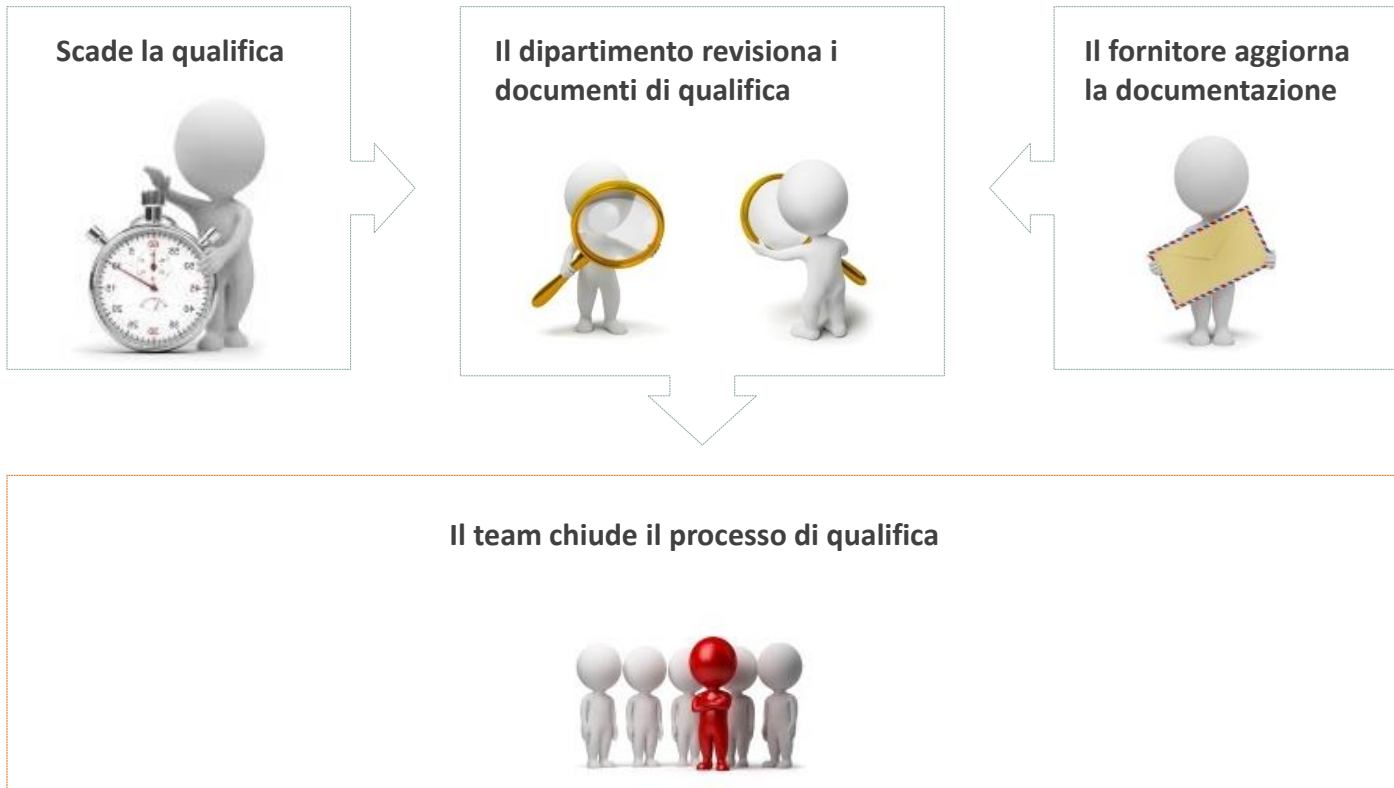 Scade la qualifica
Il dipartimento revisiona i
documenti di qualifica
Il fornitore aggiorna
la documentazione
Il team chiude il processo di qualifica